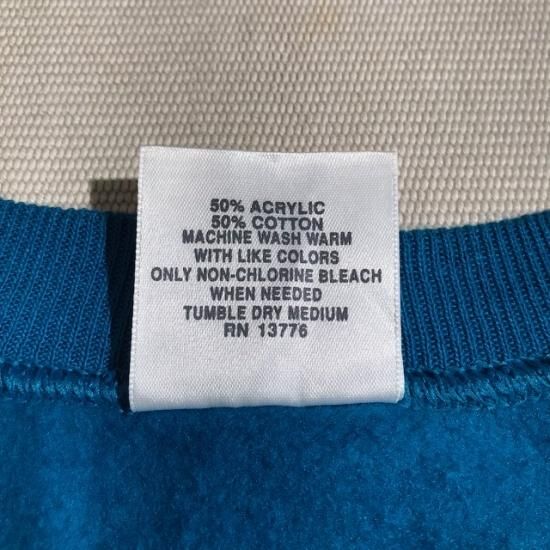 50% ACRYLIC
50% COTTON
MACHINE WASH WARM
WITH LIKE COLORS
ONLY NON-CHLORINE BLEACH
WHEN NEEDED
TUMBLE DRY MEDIUM
RN 13776